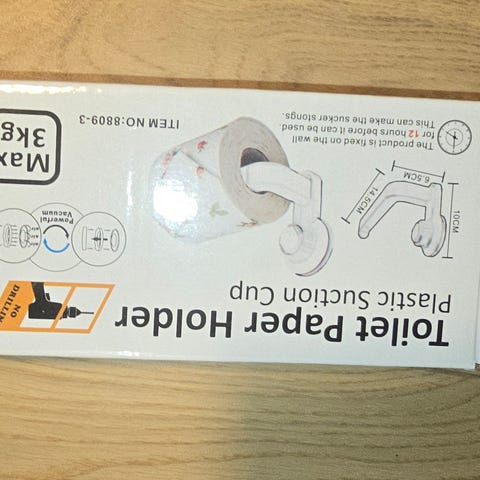 Toilet Paper Holder
Plastic Suction Cup
NO
DRILLIN
10CM
14.5CM
6.5CM
Powerful
Vacuum
The product is fixed on the wall
for 12 hours before it can be used.
This can make the sucker stongs.
ITEM NO:8809-3
Max
3kg